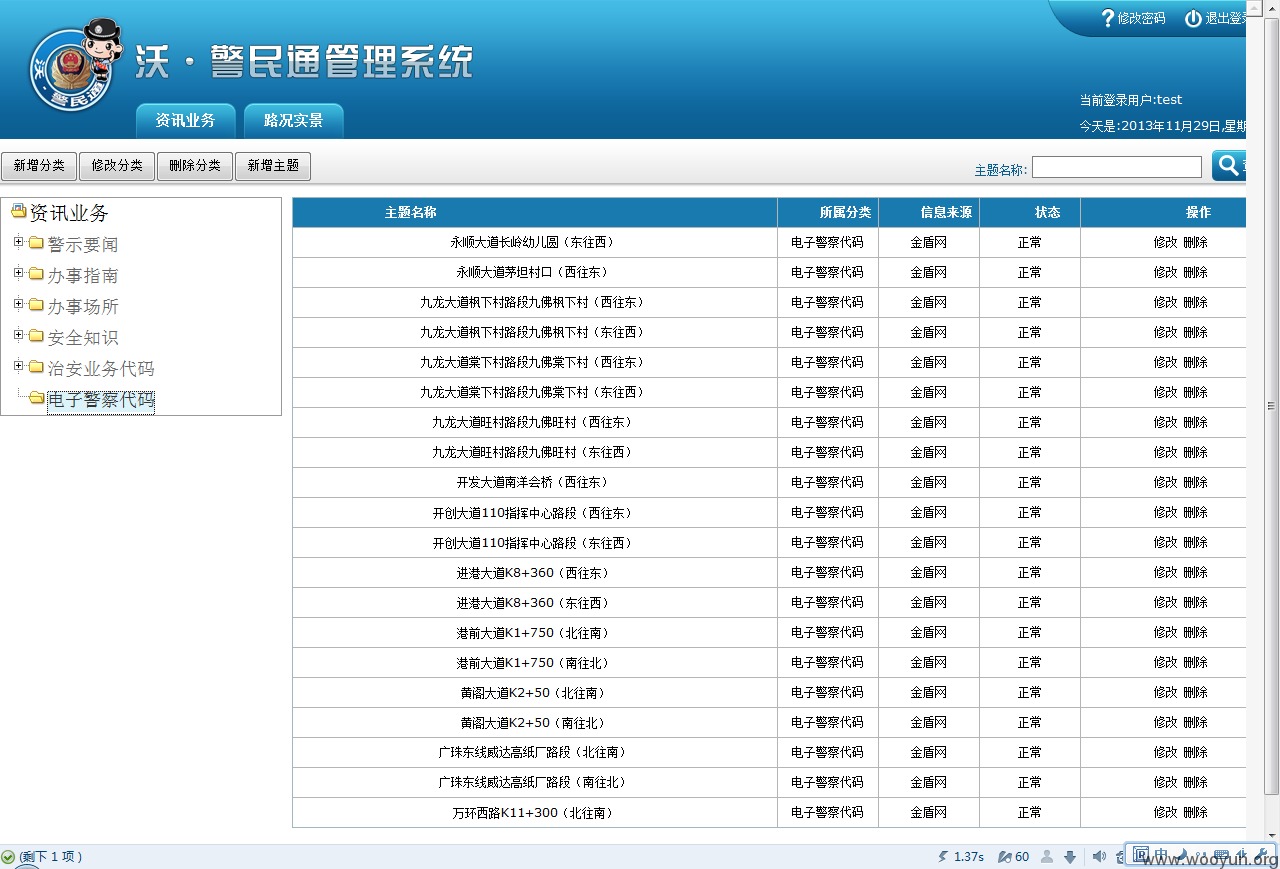 ?修改密码 退出登录
沃·警民通管理系统
沃·警民通
当前登录用户:test
资讯业务 路况实景
今天是:2013年11月29日,星期
新增分类 修改分类 删除分类 新增主题 主题名称:
资讯业务
警示要闻
办事指南
办事场所
安全知识
治安业务代码
电子警察代码
主题名称 所属分类 信息来源 状态 操作
永顺大道长岭幼儿园（东往西） 电子警察代码 金盾网 正常 修改 删除
永顺大道茅坦村口（西往东） 电子警察代码 金盾网 正常 修改 删除
九龙大道枫下村路段九佛枫下村（西往东） 电子警察代码 金盾网 正常 修改 删除
九龙大道枫下村路段九佛枫下村（东往西） 电子警察代码 金盾网 正常 修改 删除
九龙大道棠下村路段九佛棠下村（西往东） 电子警察代码 金盾网 正常 修改 删除
九龙大道棠下村路段九佛棠下村（东往西） 电子警察代码 金盾网 正常 修改 删除
九龙大道旺村路段九佛旺村（西往东） 电子警察代码 金盾网 正常 修改 删除
九龙大道旺村路段九佛旺村（东往西） 电子警察代码 金盾网 正常 修改 删除
开发大道南洋会桥（西往东） 电子警察代码 金盾网 正常 修改 删除
开创大道110指挥中心路段（西往东） 电子警察代码 金盾网 正常 修改 删除
开创大道110指挥中心路段（东往西） 电子警察代码 金盾网 正常 修改 删除
进港大道K8+360（西往东） 电子警察代码 金盾网 正常 修改 删除
进港大道K8+360（东往西） 电子警察代码 金盾网 正常 修改 删除
港前大道K1+750（北往南） 电子警察代码 金盾网 正常 修改 删除
港前大道K1+750（南往北） 电子警察代码 金盾网 正常 修改 删除
黄阁大道K2+50（北往南） 电子警察代码 金盾网 正常 修改 删除
黄阁大道K2+50（南往北） 电子警察代码 金盾网 正常 修改 删除
广珠东线威达高纸厂路段（北往南） 电子警察代码 金盾网 正常 修改 删除
广珠东线威达高纸厂路段（南往北） 电子警察代码 金盾网 正常 修改 删除
万环西路K11+300（北往南） 电子警察代码 金盾网 正常 修改 删除
(剩下 1 项) 1.37s 60 中
www.wooyun.org